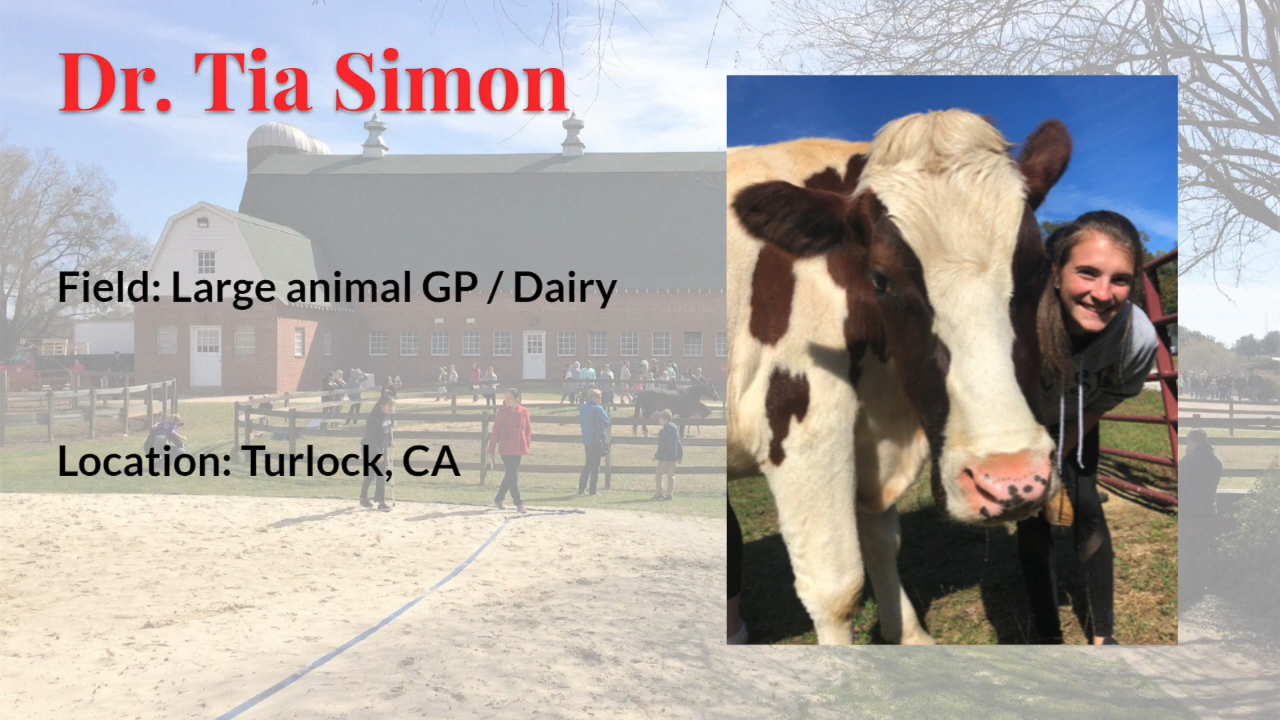 Dr. Tia Simon
Field: Large animal GP / Dairy
Location: Turlock, CA